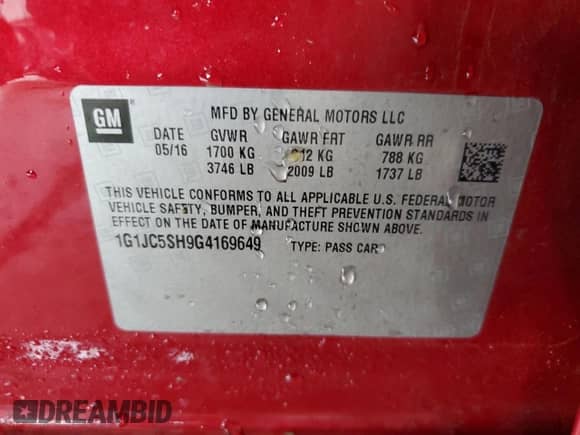 GM MFD BY GENERAL MOTORS LLC
DATE GVWR GAWR FRT GAWR RR
05/16 1700 KG KG 788 KG
3746 LB 2009 LB 1737 LB
THIS VEHICLE CONFORMS TO ALL APPLICABLE U.S. FEDERAL MOTOR
VEHICLE SAFETY, BUMPER, AND THEFT PREVENTION STANDARDS IN
EFFECT ON THE DATE OF MANUFACTURE SHOWN ABOVE.
1G1JC5SH9G4169649 TYPE: PASS CAR
DREAMBID